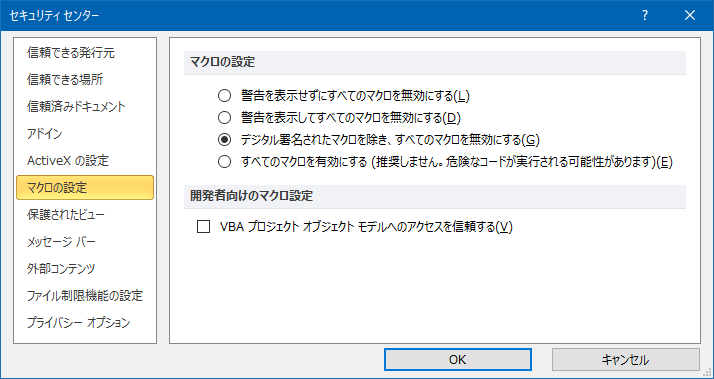 セキュリティ センター
?
信頼できる発行元
信頼できる場所
信頼済みドキュメント
アドイン
ActiveX の設定
マクロの設定
保護されたビュー
メッセージ バー
外部コンテンツ
ファイル制限機能の設定
プライバシー オプション
マクロの設定
警告を表示せずにすべてのマクロを無効にする(L)
警告を表示してすべてのマクロを無効にする(D)
デジタル署名されたマクロを除き、すべてのマクロを無効にする(G)
すべてのマクロを有効にする (推奨しません。危険なコードが実行される可能性があります)(E)
開発者向けのマクロ設定
VBA プロジェクト オブジェクト モデルへのアクセスを信頼する(V)
OK
キャンセル